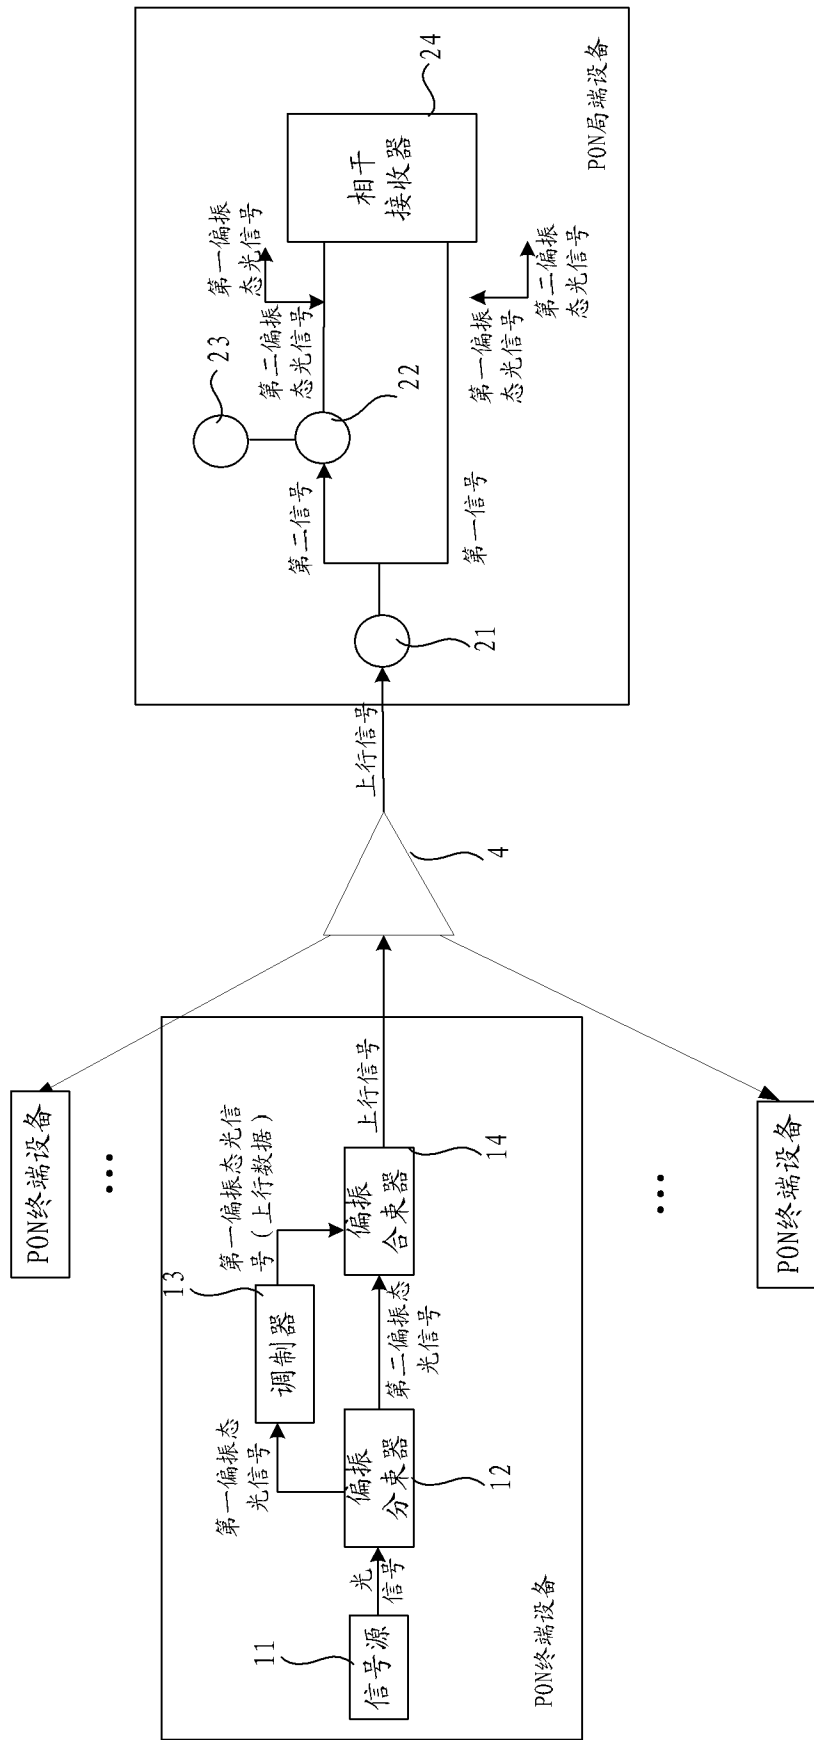 PON终端设备
…
信号源
11
光
信号
偏振
分束器
12
第一偏振态
光信号
调制器
13
第二偏振态
光信号
第一偏振态光信
号（上行数据）
偏振
合束器
14
上行信号
PON终端设备
…
PON终端设备
4
上行信号
21
第二信号
第一信号
22
23
第二偏振
态光信号
第一偏振
态光信号
第一偏振
态光信号
第二偏振
态光信号
相干
接收器
24
PON局端设备